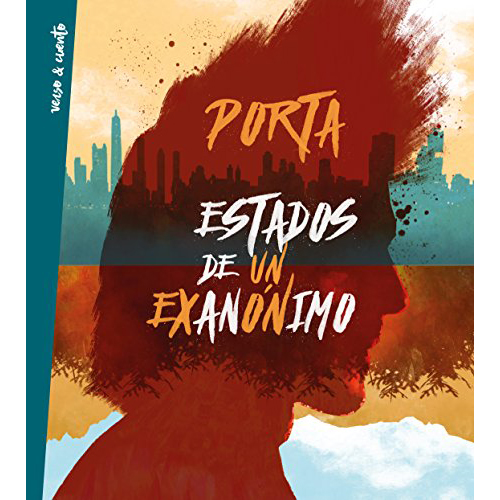 verso & cuento
PORTA
ESTADOS
DE UN
EXANÓNIMO